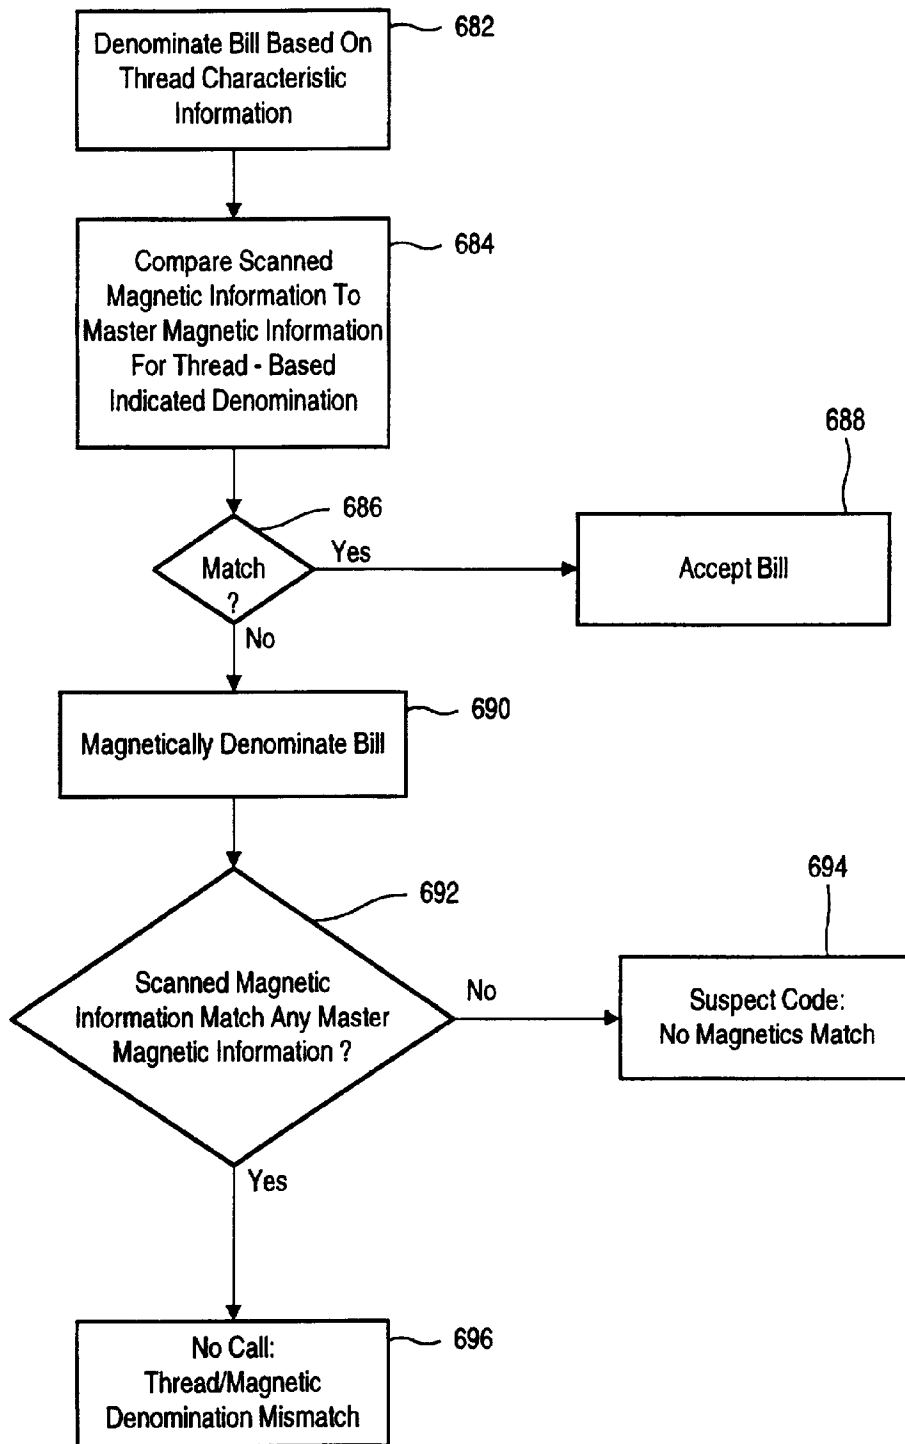 682
Denominate Bill Based On
Thread Characteristic
Information
684
Compare Scanned
Magnetic Information To
Master Magnetic Information
For Thread - Based
Indicated Denomination
688
686
Match
?
Yes
Accept Bill
No
690
Magnetically Denominate Bill
692
694
Scanned Magnetic
Information Match Any Master
Magnetic Information ?
No
Suspect Code:
No Magnetics Match
Yes
696
No Call:
Thread/Magnetic
Denomination Mismatch